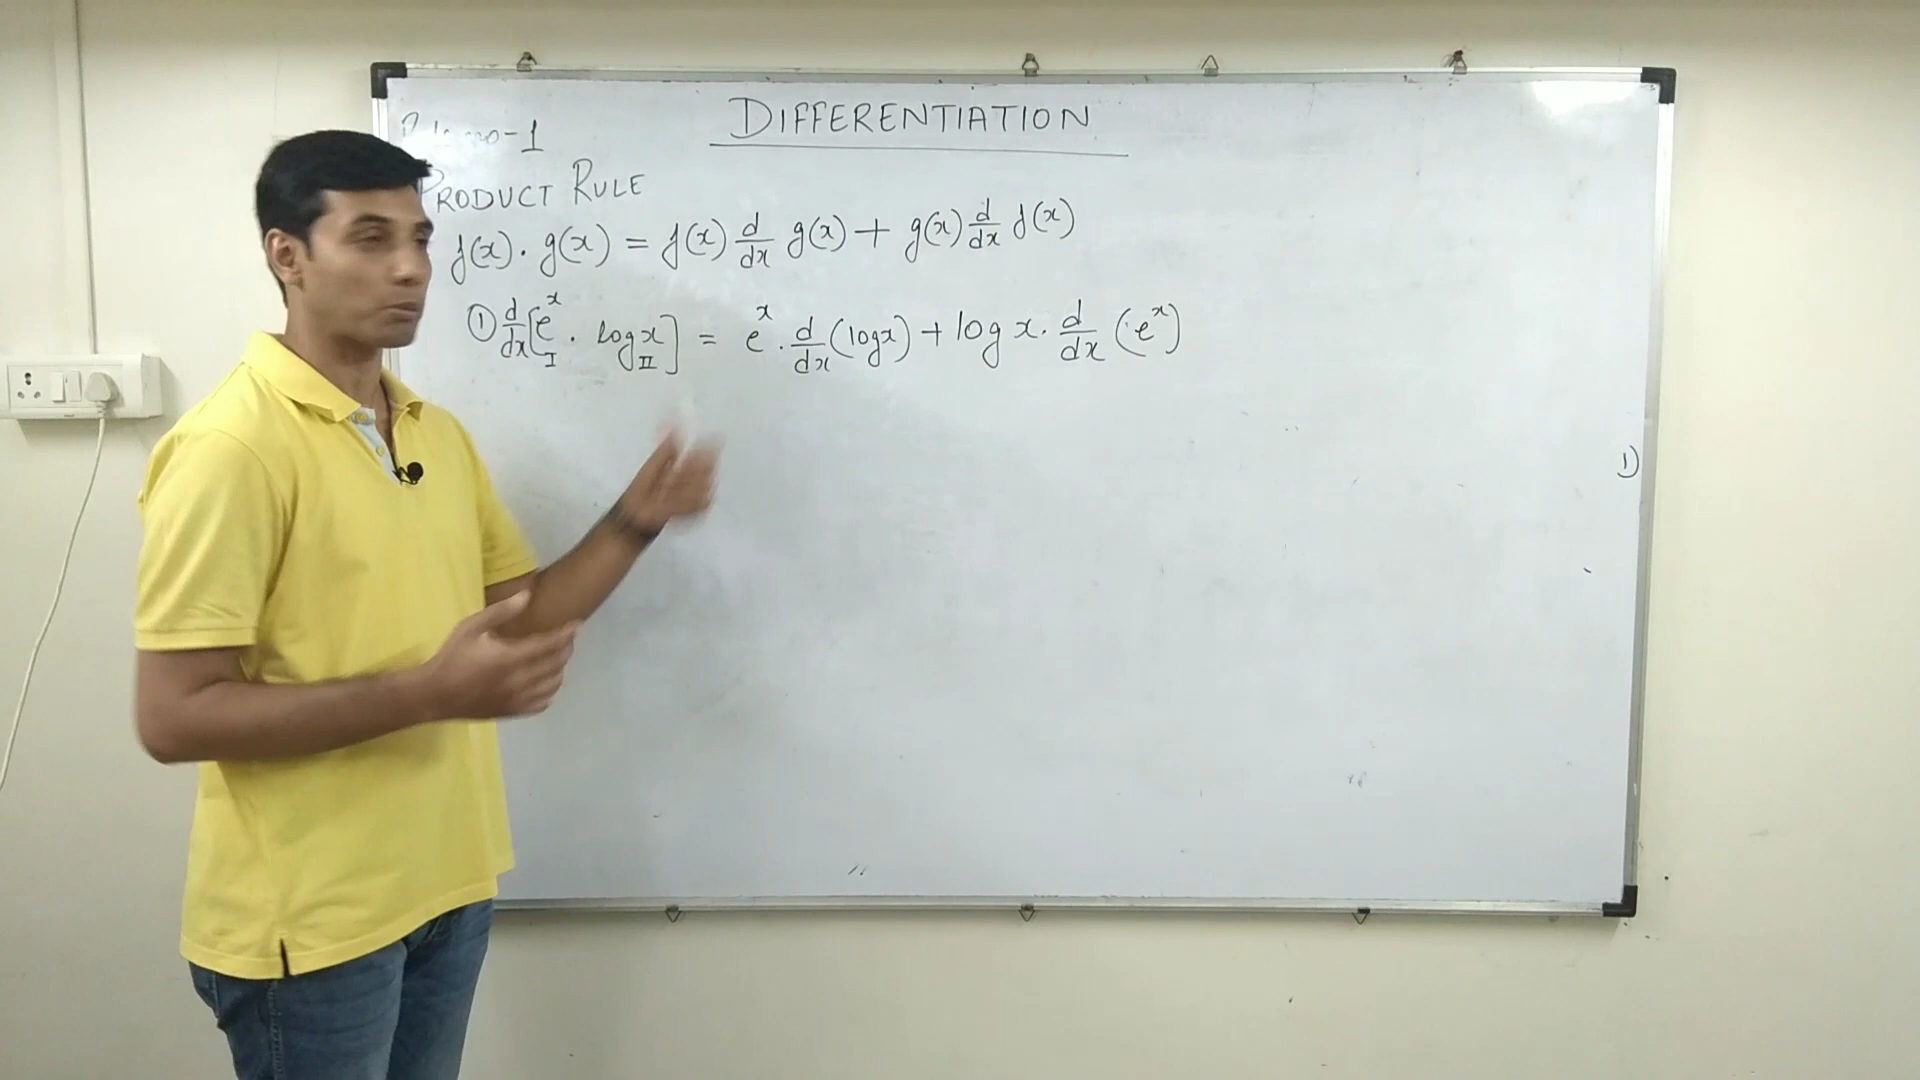 DIFFERENTIATION
-1
PRODUCT RULE
f(x) · g(x) = f(x) d/dx g(x) + g(x) d/dx f(x)
① d/dx [e^x · log x] = e^x · d/dx (log x) + log x · d/dx (e^x)
I II
1)